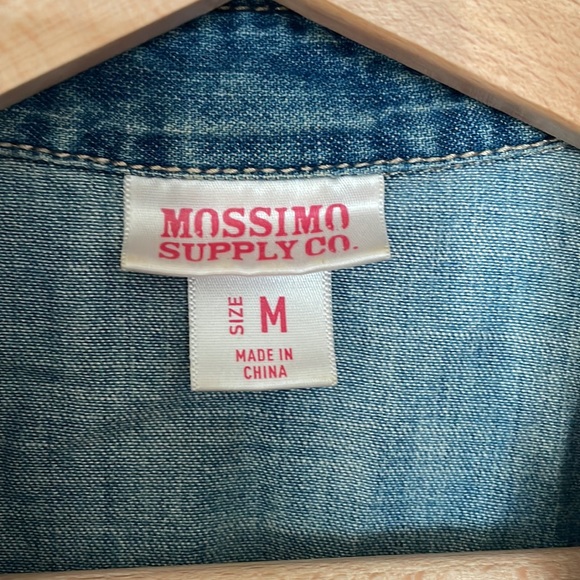 MOSSIMO
SUPPLY CO.
SIZE M
MADE IN
CHINA